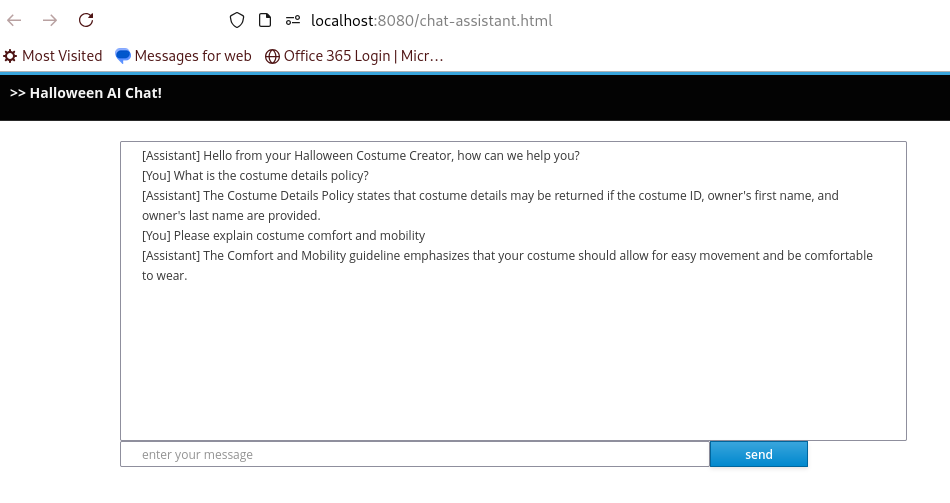 localhost:8080/chat-assistant.html
Most Visited Messages for web Office 365 Login | Micr…
>> Halloween AI Chat!
[Assistant] Hello from your Halloween Costume Creator, how can we help you?
[You] What is the costume details policy?
[Assistant] The Costume Details Policy states that costume details may be returned if the costume ID, owner's first name, and
owner's last name are provided.
[You] Please explain costume comfort and mobility
[Assistant] The Comfort and Mobility guideline emphasizes that your costume should allow for easy movement and be comfortable
to wear.
enter your message send